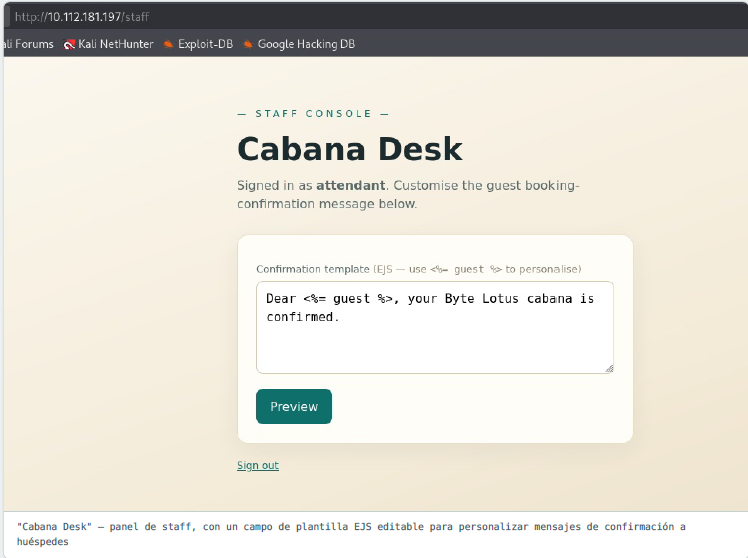 http://10.112.181.197/staff
ali Forums Kali NetHunter Exploit-DB Google Hacking DB
— STAFF CONSOLE —
Cabana Desk
Signed in as attendant. Customise the guest booking-
confirmation message below.
Confirmation template (EJS — use <%= guest %> to personalise)
Dear <%= guest %>, your Byte Lotus cabana is
confirmed.
Preview
Sign out
"Cabana Desk" — panel de staff, con un campo de plantilla EJS editable para personalizar mensajes de confirmación a
huéspedes